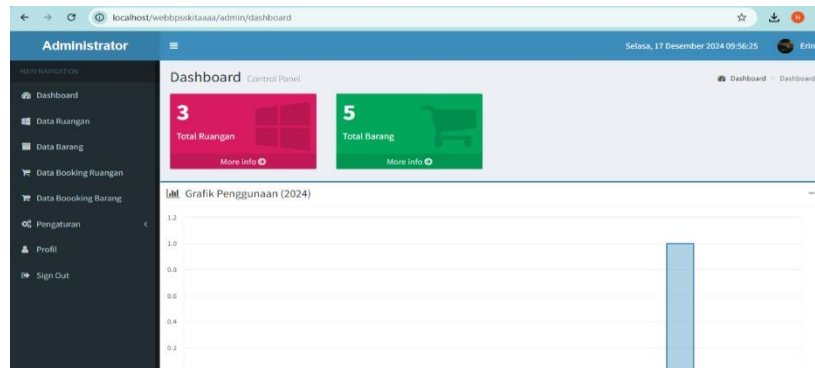 localhost/webbpsskitaaaa/admin/dashboard
N
Administrator
Selasa, 17 Desember 2024 09:56:25
Erin
MAIN NAVIGATION
Dashboard
Data Ruangan
Data Barang
Data Booking Ruangan
Data Boooking Barang
Pengaturan
Profil
Sign Out
Dashboard Control Panel
Dashboard > Dashboard
3
Total Ruangan
More info
5
Total Barang
More info
Grafik Penggunaan (2024)
1.2
1.0
0.8
0.6
0.4
0.2